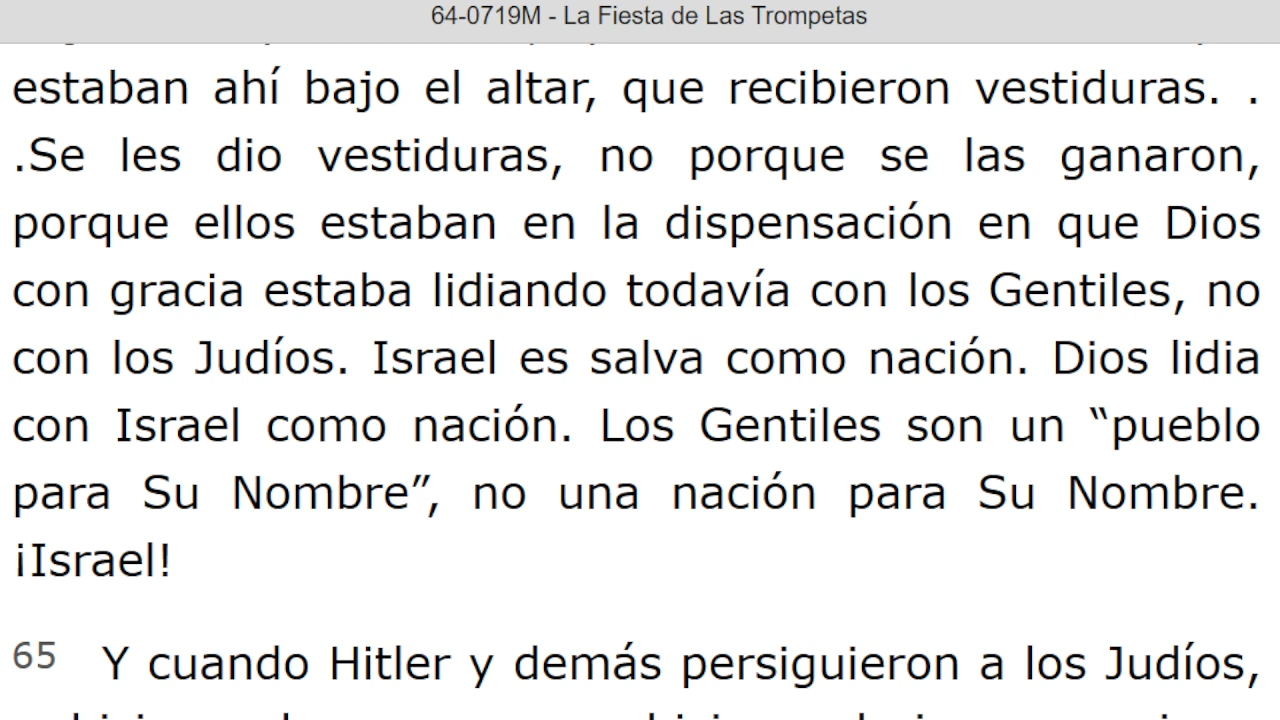 64-0719M - La Fiesta de Las Trompetas
estaban ahí bajo el altar, que recibieron vestiduras. .
.Se les dio vestiduras, no porque se las ganaron,
porque ellos estaban en la dispensación en que Dios
con gracia estaba lidiando todavía con los Gentiles, no
con los Judíos. Israel es salva como nación. Dios lidia
con Israel como nación. Los Gentiles son un “pueblo
para Su Nombre”, no una nación para Su Nombre.
¡Israel!
65 Y cuando Hitler y demás persiguieron a los Judíos,